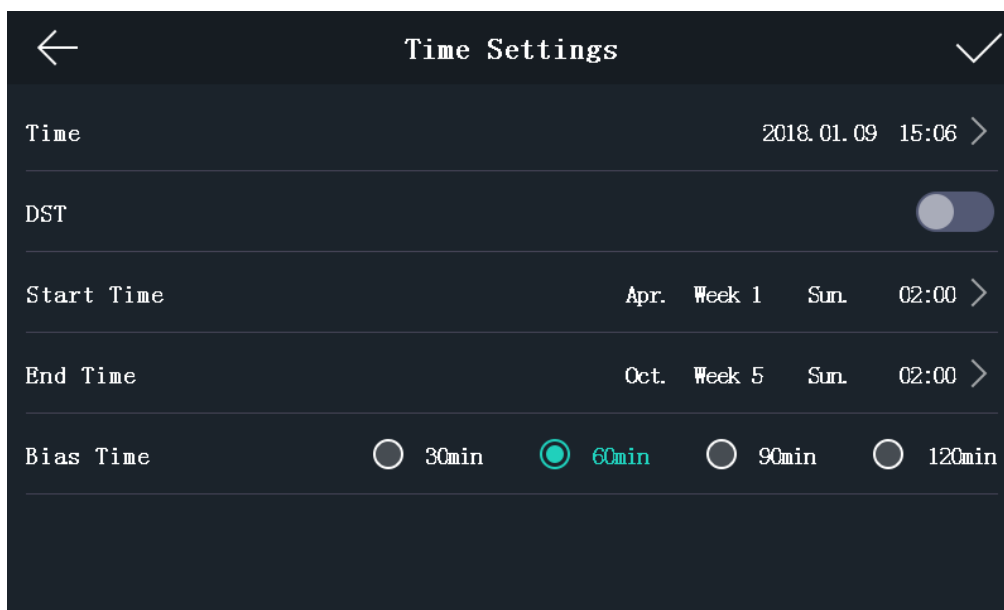 Time Settings
Time 2018.01.09 15:06
DST
Start Time Apr. Week 1 Sun. 02:00
End Time Oct. Week 5 Sun. 02:00
Bias Time 30min 60min 90min 120min